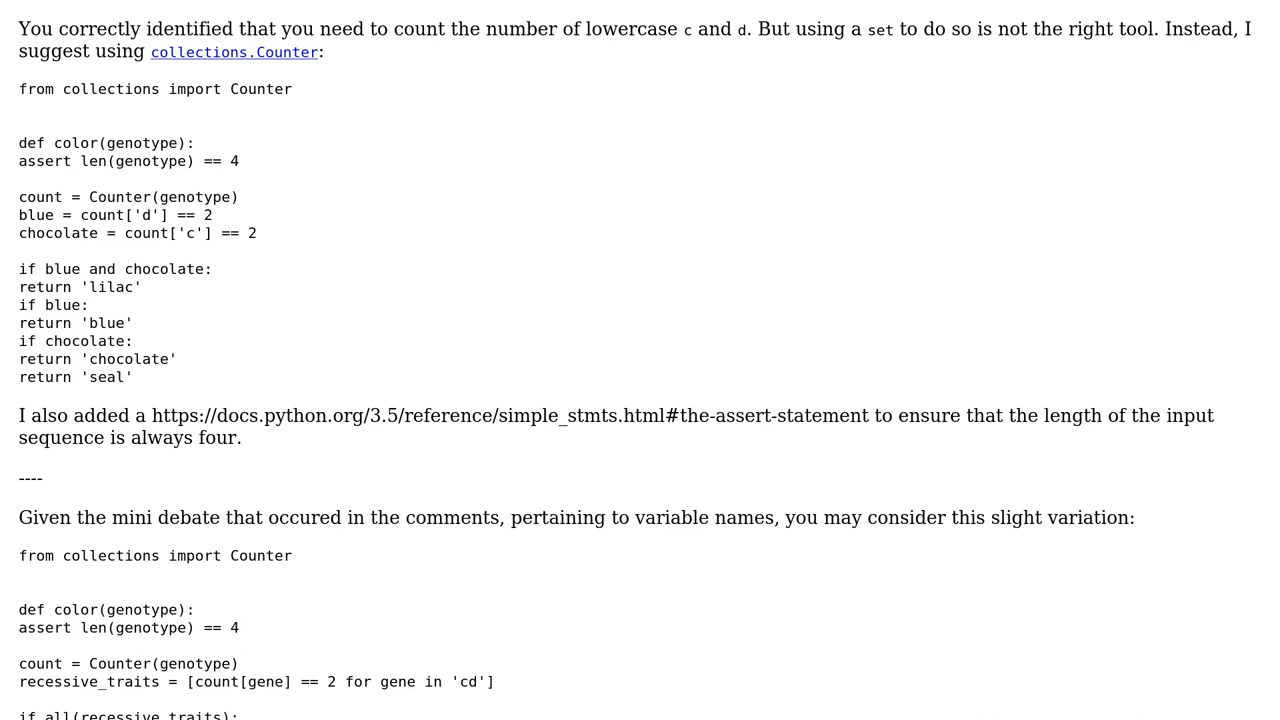 You correctly identified that you need to count the number of lowercase c and d. But using a set to do so is not the right tool. Instead, I
suggest using collections.Counter:
from collections import Counter
def color(genotype):
assert len(genotype) == 4
count = Counter(genotype)
blue = count['d'] == 2
chocolate = count['c'] == 2
if blue and chocolate:
return 'lilac'
if blue:
return 'blue'
if chocolate:
return 'chocolate'
return 'seal'
I also added a https://docs.python.org/3.5/reference/simple_stmts.html#the-assert-statement to ensure that the length of the input
sequence is always four.
----
Given the mini debate that occured in the comments, pertaining to variable names, you may consider this slight variation:
from collections import Counter
def color(genotype):
assert len(genotype) == 4
count = Counter(genotype)
recessive_traits = [count[gene] == 2 for gene in 'cd']
if all(recessive_traits):